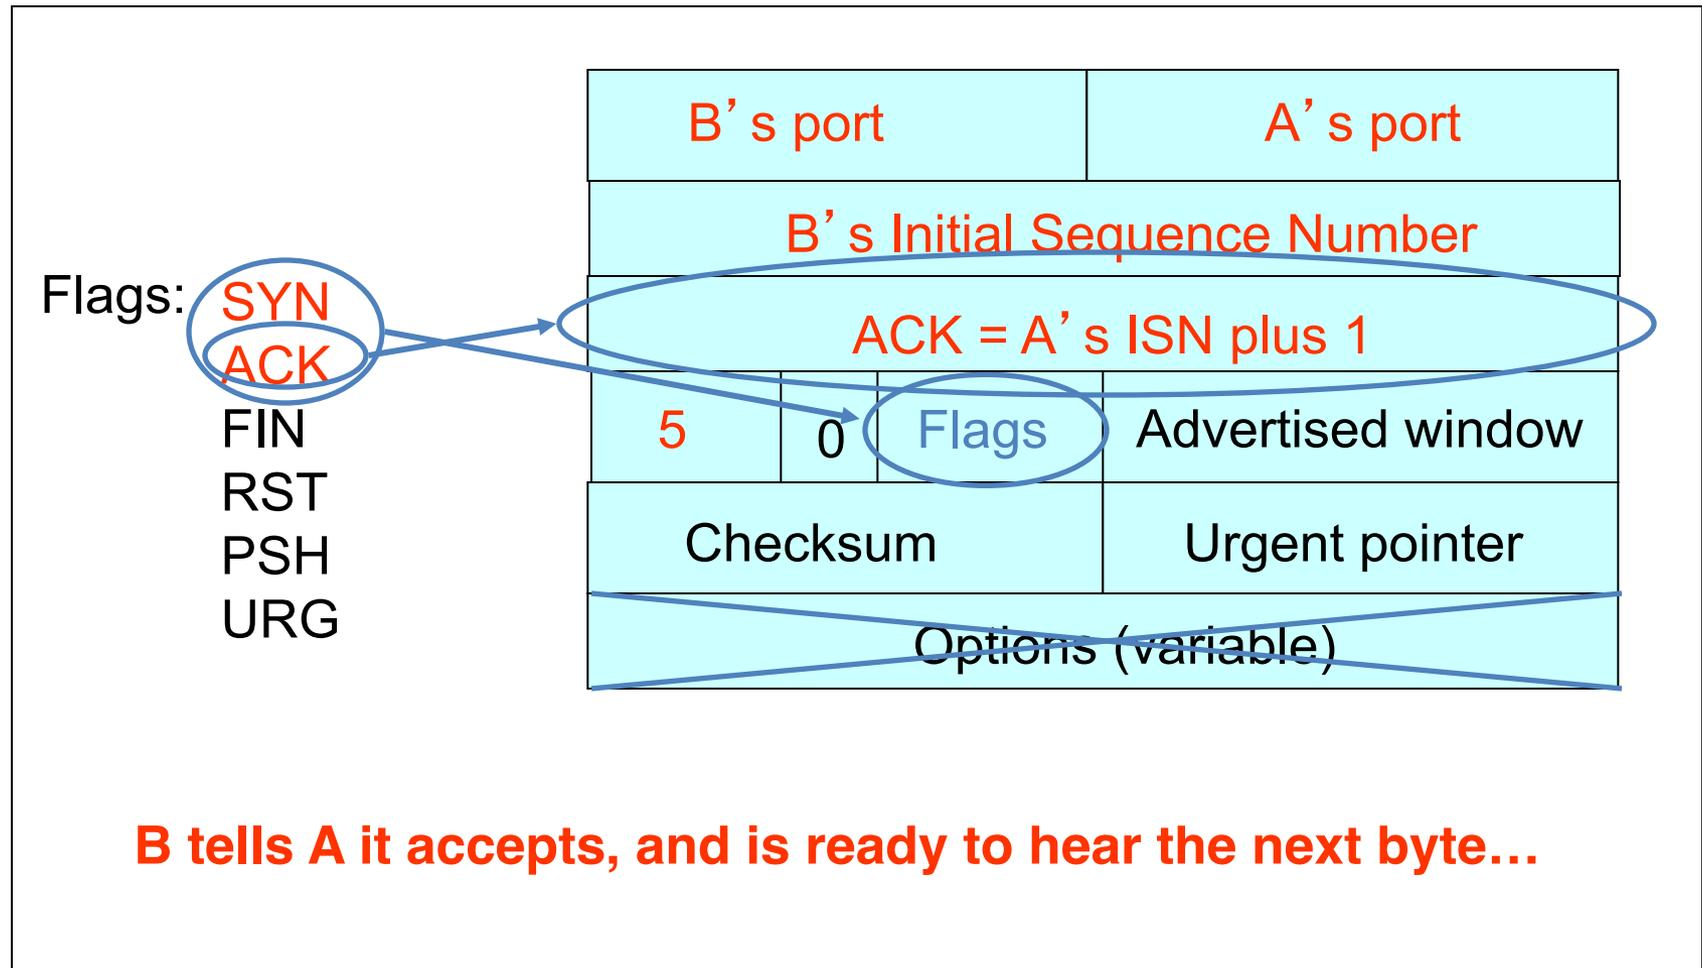 B’s port
A’s port
B’s Initial Sequence Number
Flags:
SYN
ACK
FIN
RST
PSH
URG
ACK = A’s ISN plus 1
5
0
Flags
Advertised window
Checksum
Urgent pointer
Options (variable)
B tells A it accepts, and is ready to hear the next byte…